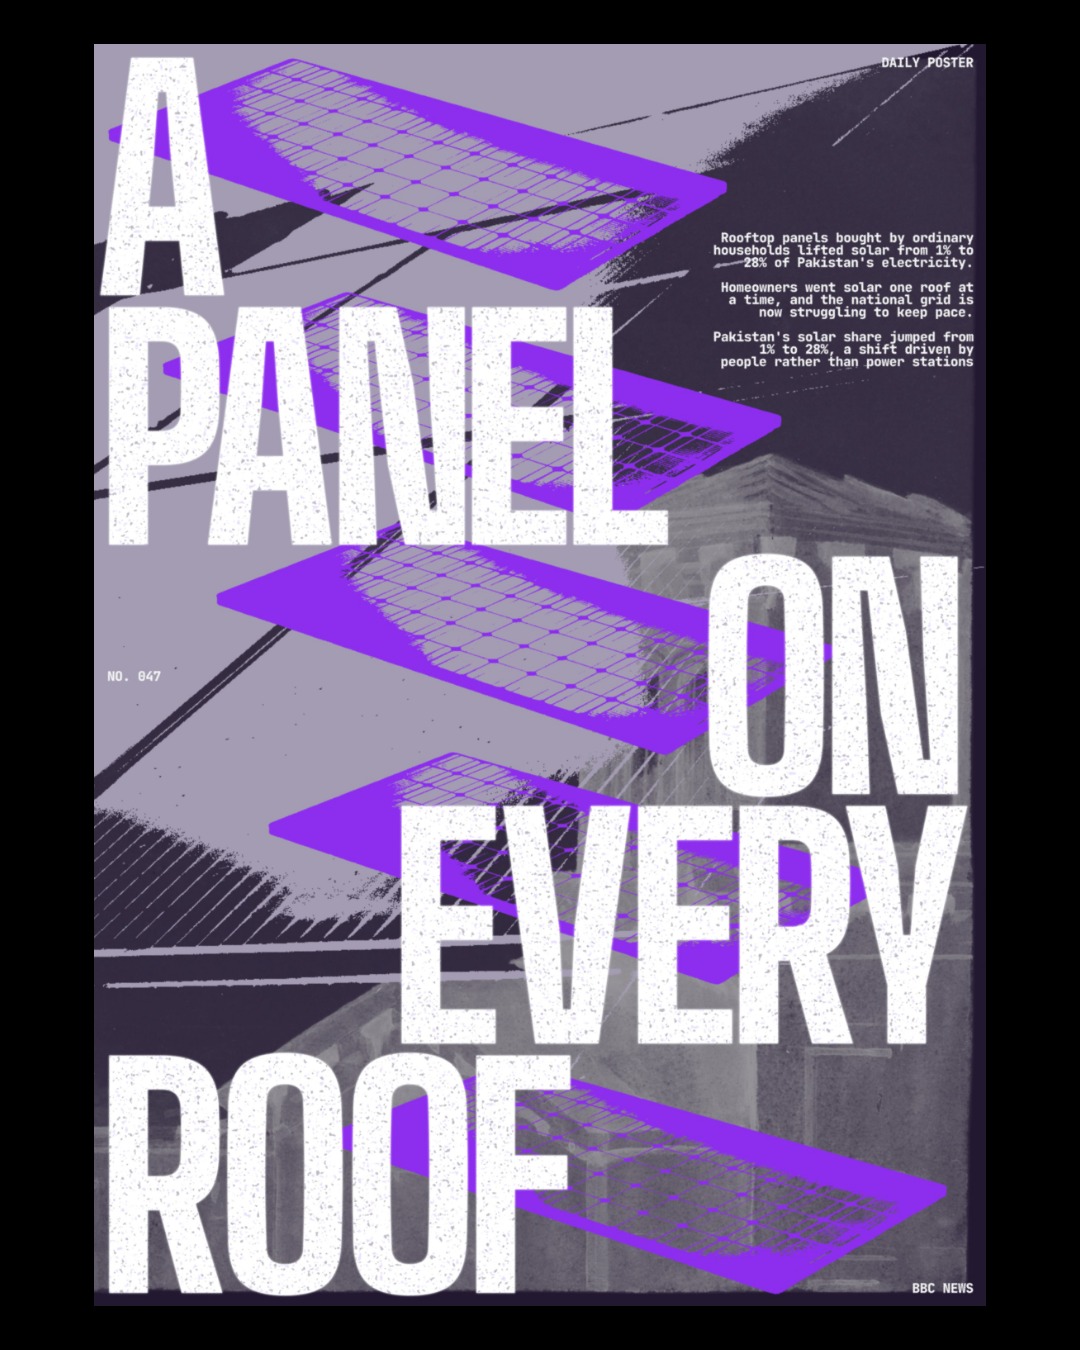 DAILY POSTER
A
PANEL
ON
EVERY
ROOF
Rooftop panels bought by ordinary
households lifted solar from 1% to
28% of Pakistan's electricity.
Homeowners went solar one roof at
a time, and the national grid is
now struggling to keep pace.
Pakistan's solar share jumped from
1% to 28%, a shift driven by
people rather than power stations
NO. 047
BBC NEWS